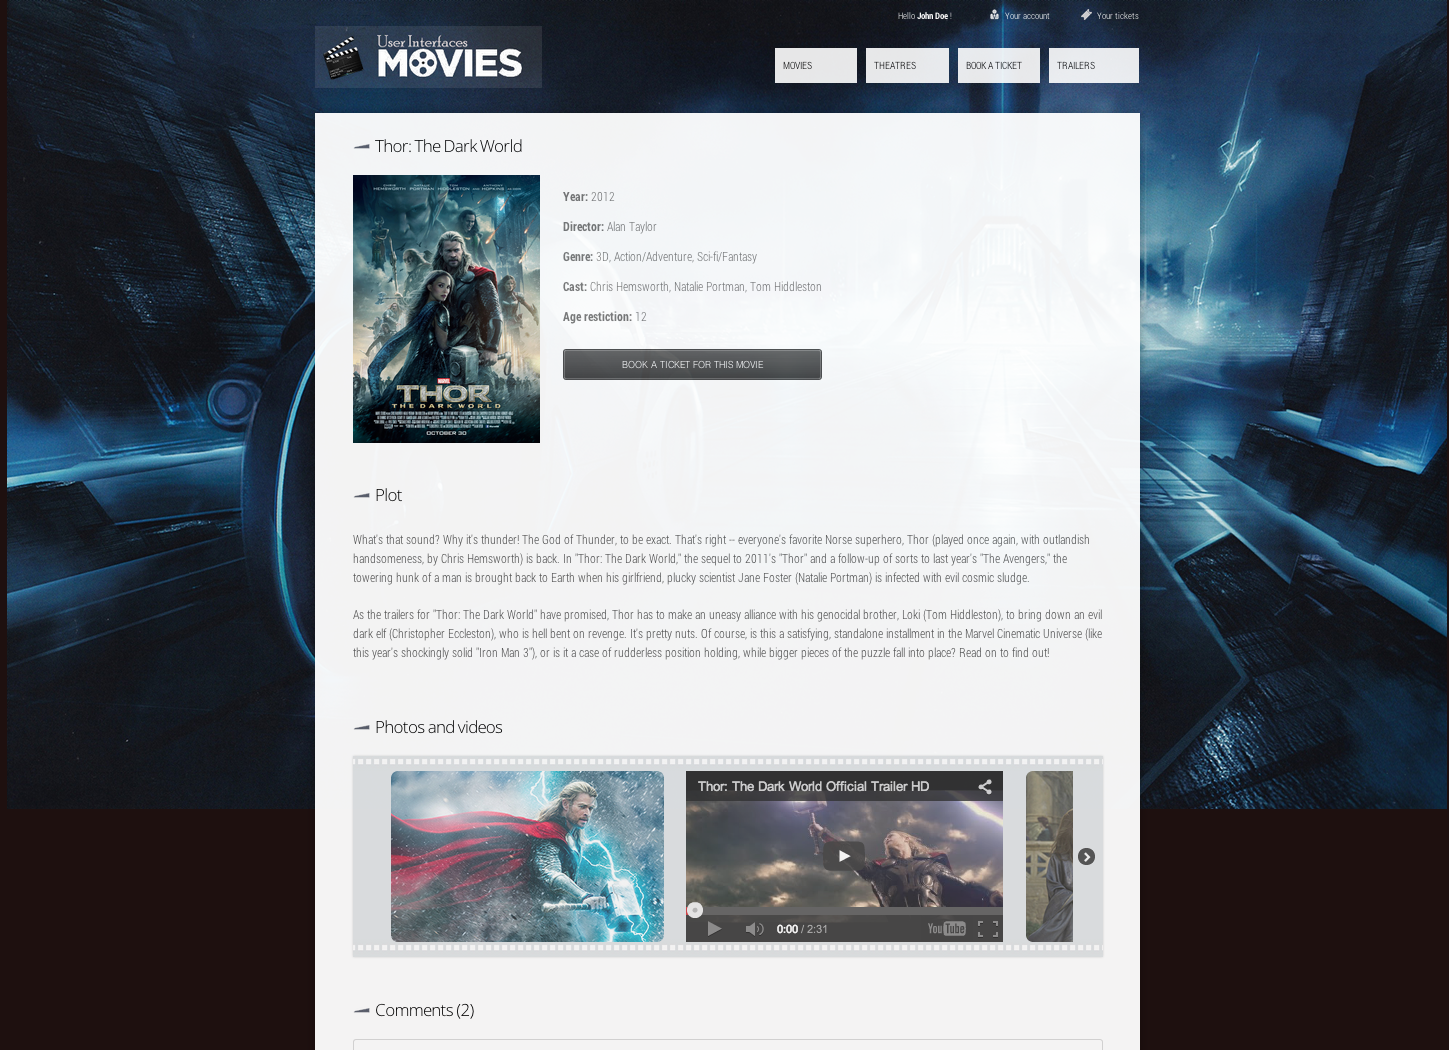 Hello John Doe !
Your account
Your tickets
User Interfaces
MOVIES
MOVIES
THEATRES
BOOK A TICKET
TRAILERS
Thor: The Dark World
CHRIS HEMSWORTH NATALIE PORTMAN TOM HIDDLESTON AND ANTHONY HOPKINS
MARVEL
THOR
THE DARK WORLD
OCTOBER 30
Year: 2012
Director: Alan Taylor
Genre: 3D, Action/Adventure, Sci-fi/Fantasy
Cast: Chris Hemsworth, Natalie Portman, Tom Hiddleston
Age restiction: 12
BOOK A TICKET FOR THIS MOVIE
Plot
What's that sound? Why it's thunder! The God of Thunder, to be exact. That's right – everyone's favorite Norse superhero, Thor (played once again, with outlandish
handsomeness, by Chris Hemsworth) is back. In "Thor: The Dark World," the sequel to 2011's "Thor" and a follow-up of sorts to last year's "The Avengers," the
towering hunk of a man is brought back to Earth when his girlfriend, plucky scientist Jane Foster (Natalie Portman) is infected with evil cosmic sludge.
As the trailers for "Thor: The Dark World" have promised, Thor has to make an uneasy alliance with his genocidal brother, Loki (Tom Hiddleston), to bring down an evil
dark elf (Christopher Eccleston), who is hell bent on revenge. It's pretty nuts. Of course, is this a satisfying, standalone installment in the Marvel Cinematic Universe (like
this year's shockingly solid "Iron Man 3"), or is it a case of rudderless position holding, while bigger pieces of the puzzle fall into place? Read on to find out!
Photos and videos
Thor: The Dark World Official Trailer HD
0:00 / 2:31
YouTube
Comments (2)